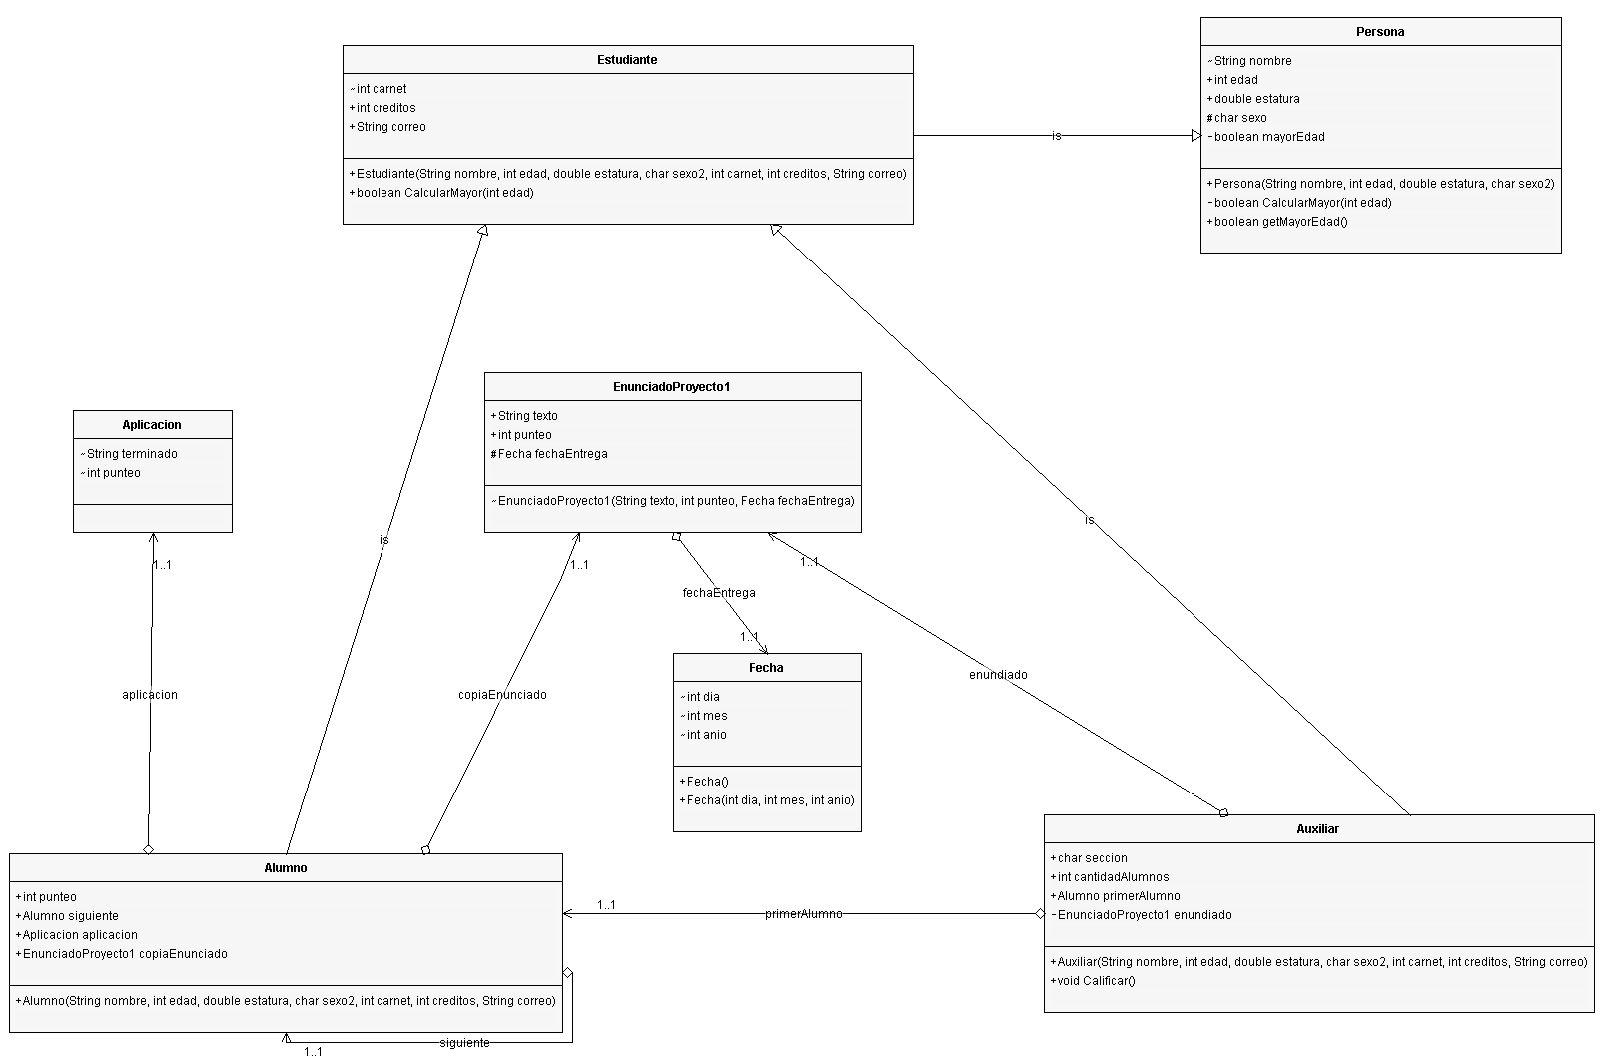 Persona
~String nombre
+int edad
+double estatura
#char sexo
-boolean mayorEdad
+Persona(String nombre, int edad, double estatura, char sexo2)
-boolean CalcularMayor(int edad)
+boolean getMayorEdad()
Estudiante
~int carnet
+int creditos
+String correo
+Estudiante(String nombre, int edad, double estatura, char sexo2, int carnet, int creditos, String correo)
+boolean CalcularMayor(int edad)
is
EnunciadoProyecto1
+String texto
+int punteo
#Fecha fechaEntrega
~EnunciadoProyecto1(String texto, int punteo, Fecha fechaEntrega)
Aplicacion
~String terminado
~int punteo
is
is
1..1
1..1
1..1
fechaEntrega
1..1
Fecha
~int dia
~int mes
~int anio
+Fecha()
+Fecha(int dia, int mes, int anio)
aplicacion
copiaEnunciado
enundiado
Alumno
+int punteo
+Alumno siguiente
+Aplicacion aplicacion
+EnunciadoProyecto1 copiaEnunciado
+Alumno(String nombre, int edad, double estatura, char sexo2, int carnet, int creditos, String correo)
1..1
primerAlumno
Auxiliar
+char seccion
+int cantidadAlumnos
+Alumno primerAlumno
-EnunciadoProyecto1 enundiado
+Auxiliar(String nombre, int edad, double estatura, char sexo2, int carnet, int creditos, String correo)
+void Calificar()
siguiente
1..1